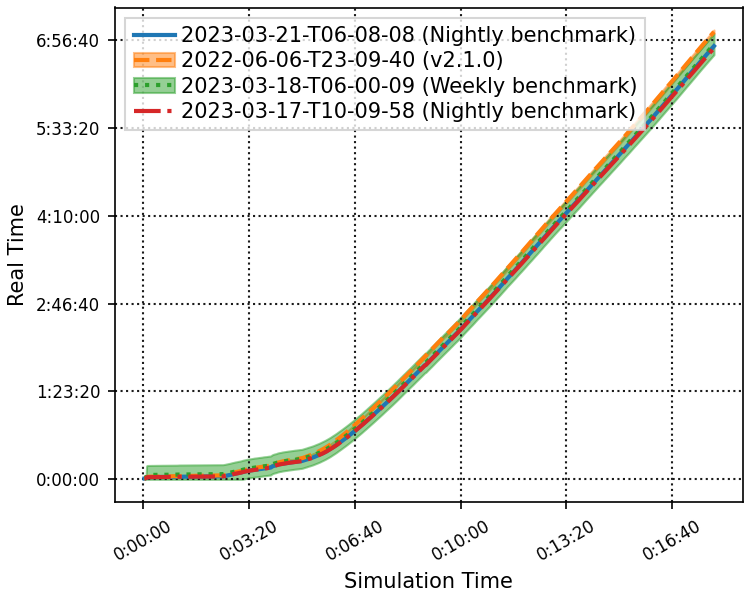 2023-03-21-T06-08-08 (Nightly benchmark)
2022-06-06-T23-09-40 (v2.1.0)
2023-03-18-T06-00-09 (Weekly benchmark)
2023-03-17-T10-09-58 (Nightly benchmark)
Real Time
6:56:40
5:33:20
4:10:00
2:46:40
1:23:20
0:00:00
0:00:00 0:03:20 0:06:40 0:10:00 0:13:20 0:16:40
Simulation Time